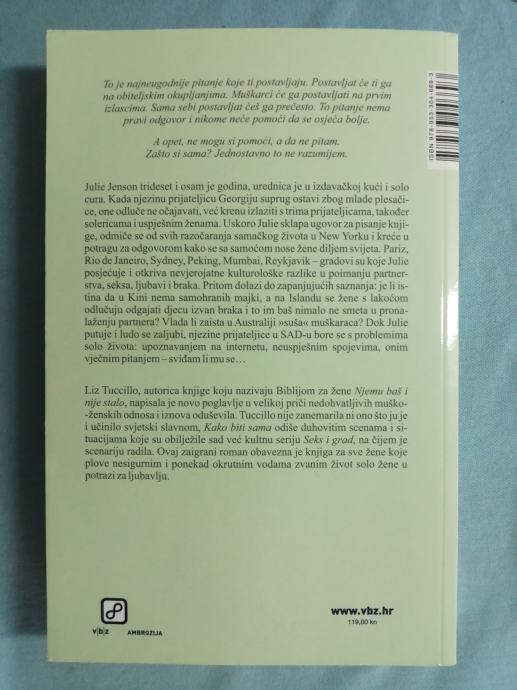 To je najneugodnije pitanje koje ti postavljaju. Postavljat će ti ga
na obiteljskim okupljanjima. Muškarci će ga postavljati na prvim
izlascima. Sama sebi postavljat ćeš ga prečesto. To pitanje nema
pravi odgovor i nikome neće pomoći da se osjeća bolje.
A opet, ne mogu si pomoći, a da ne pitam.
Zašto si sama? Jednostavno to ne razumijem.
ISBN 978-953-304-669-3
Julie Jenson trideset i osam je godina, urednica je u izdavačkoj kući i solo
cura. Kada njezinu prijateljicu Georgiju suprug ostavi zbog mlade plesači-
ce, one odluče ne očajavati, već krenu izlaziti s trima prijateljicama, također
solericama i uspješnim ženama. Uskoro Julie sklapa ugovor za pisanje knji-
ge, odmiče se od svih razočaranja samačkog života u New Yorku i kreće u
potragu za odgovorom kako se sa samoćom nose žene diljem svijeta. Pariz,
Rio de Janeiro, Sydney, Peking, Mumbai, Reykjavik – gradovi su koje Julie
posjećuje i otkriva nevjerojatne kulturološke razlike u poimanju partner-
stva, seksa, ljubavi i braka. Pritom dolazi do zapanjujućih saznanja: je li is-
tina da u Kini nema samohranih majki, a na Islandu se žene s lakoćom
odlučuju odgajati djecu izvan braka i to im baš nimalo ne smeta u prona-
laženju partnera? Vlada li zaista u Australiji »suša« muškaraca? Dok Julie
putuje i ludo se zaljubi, njezine prijateljice u SAD-u bore se s problemima
solo života: upoznavanjem na internetu, neuspješnim spojevima, onim
vječnim pitanjem – sviđam li mu se…
Liz Tuccillo, autorica knjige koju nazivaju Biblijom za žene Njemu baš i
nije stalo, napisala je novo poglavlje u velikoj priči nedohvatljivih muško-
-ženskih odnosa i iznova oduševila. Tuccillo nije zanemarila ni ono što ju je
i učinilo svjetski slavnom, Kako biti sama odiše duhovitim scenama i si-
tuacijama koje su obilježile sad već kultnu seriju Seks i grad, na čijem je
scenariju radila. Ovaj zaigrani roman obavezna je knjiga za sve žene koje
plove nesigurnim i ponekad okrutnim vodama zvanim život solo žene u
potrazi za ljubavlju.
v|b|z
AMBROZIJA
www.vbz.hr
119,00 kn